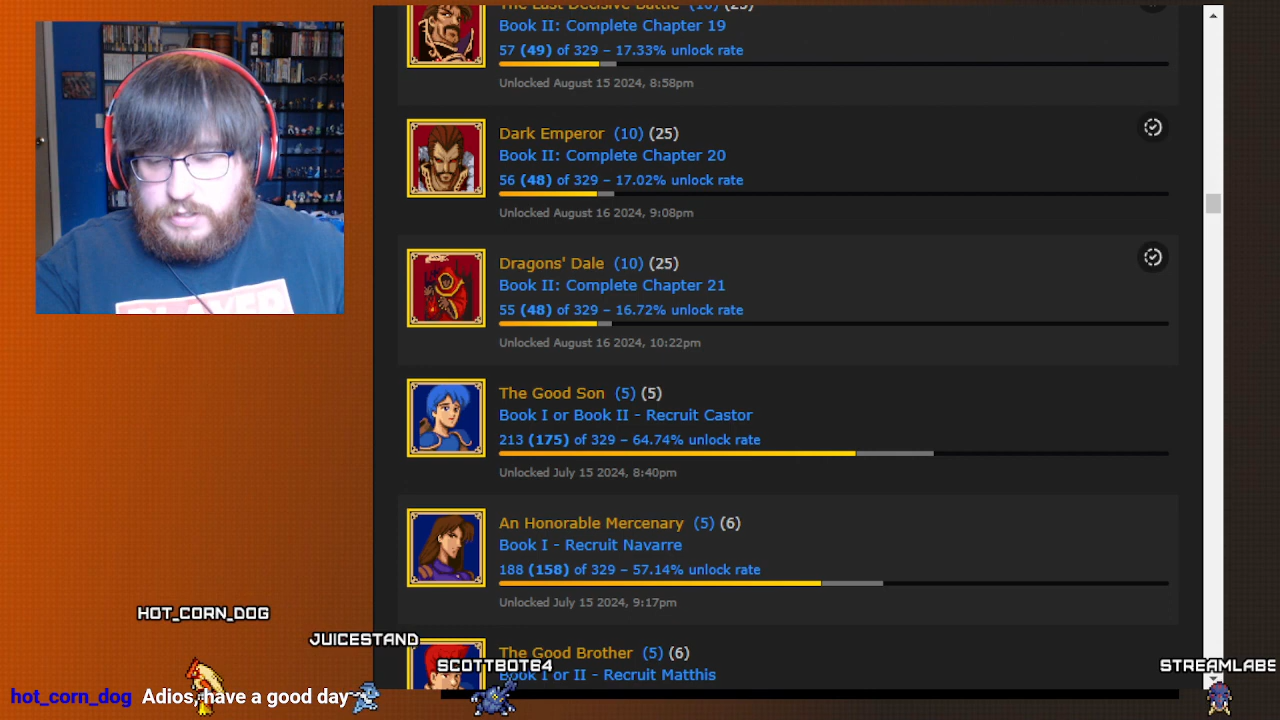 The Last Decisive Battle (10) (25)
Book II: Complete Chapter 19
57 (49) of 329 – 17.33% unlock rate
Unlocked August 15 2024, 8:58pm
Dark Emperor (10) (25)
Book II: Complete Chapter 20
56 (48) of 329 – 17.02% unlock rate
Unlocked August 16 2024, 9:08pm
Dragons' Dale (10) (25)
Book II: Complete Chapter 21
55 (48) of 329 – 16.72% unlock rate
Unlocked August 16 2024, 10:22pm
The Good Son (5) (5)
Book I or Book II - Recruit Castor
213 (175) of 329 – 64.74% unlock rate
Unlocked July 15 2024, 8:40pm
An Honorable Mercenary (5) (6)
Book I - Recruit Navarre
188 (158) of 329 – 57.14% unlock rate
Unlocked July 15 2024, 9:17pm
The Good Brother (5) (6)
Book I or II - Recruit Matthis
HOT_CORN_DOG
JUICESTAND
SCOTTBOT64
STREAMLABS
hot_corn_dog Adios, have a good day